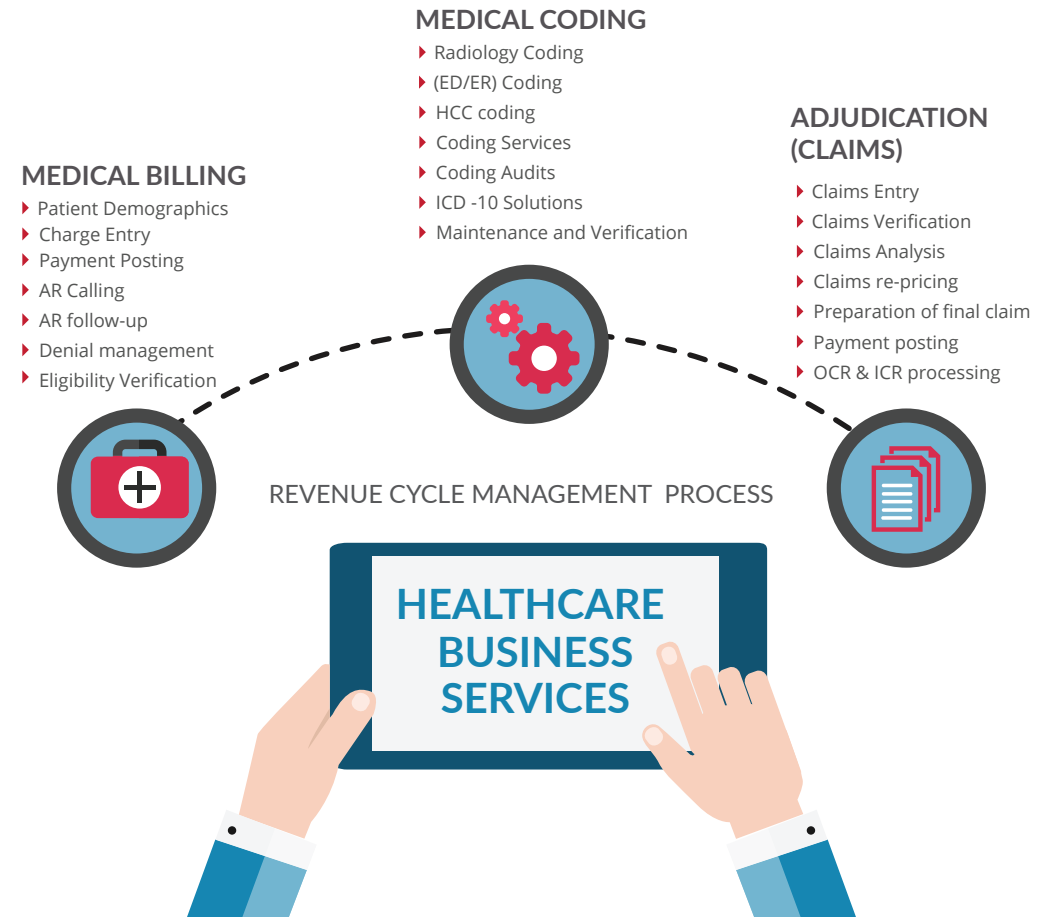 MEDICAL CODING
Radiology Coding
(ED/ER) Coding
HCC coding
Coding Services
Coding Audits
ICD -10 Solutions
Maintenance and Verification
ADJUDICATION
(CLAIMS)
Claims Entry
Claims Verification
Claims Analysis
Claims re-pricing
Preparation of final claim
Payment posting
OCR & ICR processing
MEDICAL BILLING
Patient Demographics
Charge Entry
Payment Posting
AR Calling
AR follow-up
Denial management
Eligibility Verification
REVENUE CYCLE MANAGEMENT PROCESS
HEALTHCARE
BUSINESS
SERVICES